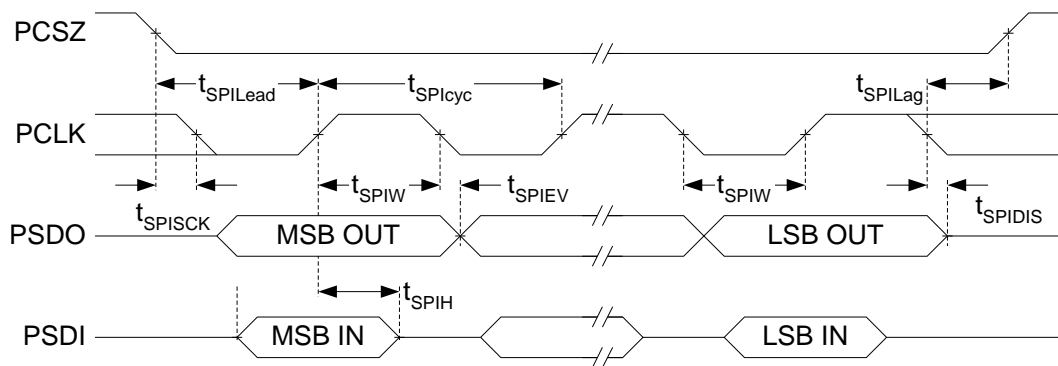 PCSZ
tSPILead
tSPIcyc
tSPILag
PCLK
tSPIW
tSPIEV
tSPIW
tSPISCK
tSPIDIS
PSDO
MSB OUT
LSB OUT
tSPIH
PSDI
MSB IN
LSB IN